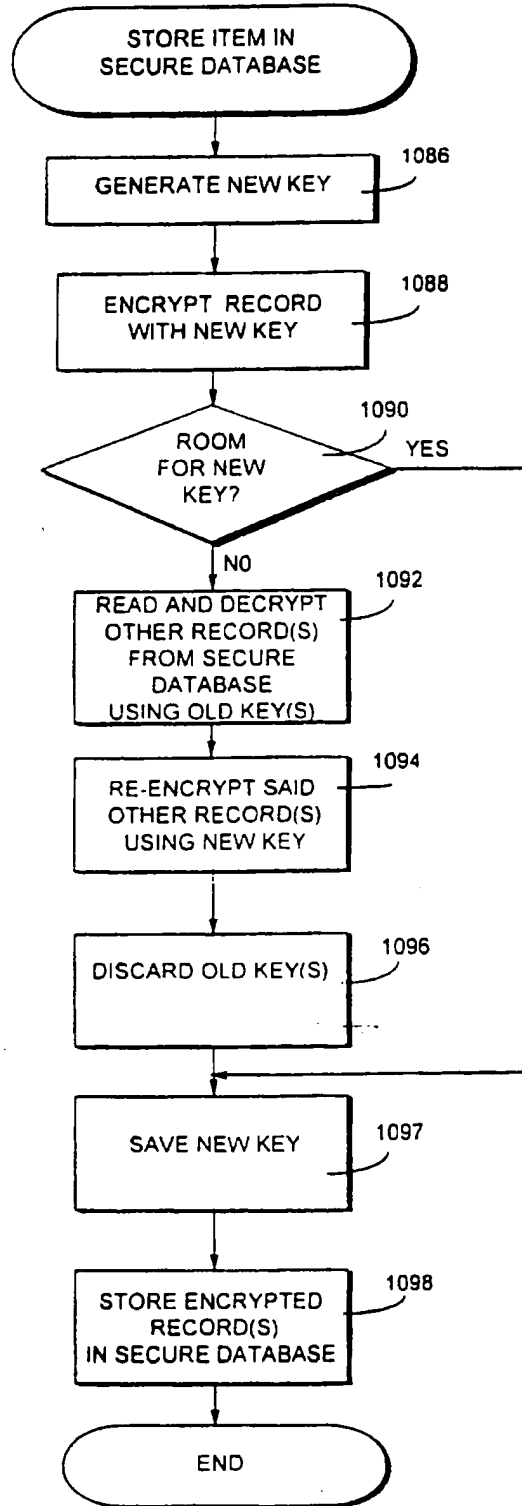 STORE ITEM IN
SECURE DATABASE
1086
GENERATE NEW KEY
1088
ENCRYPT RECORD
WITH NEW KEY
1090
ROOM
FOR NEW
KEY?
YES
NO
1092
READ AND DECRYPT
OTHER RECORD(S)
FROM SECURE
DATABASE
USING OLD KEY(S)
1094
RE-ENCRYPT SAID
OTHER RECORD(S)
USING NEW KEY
1096
DISCARD OLD KEY(S)
1097
SAVE NEW KEY
1098
STORE ENCRYPTED
RECORD(S)
IN SECURE DATABASE
END